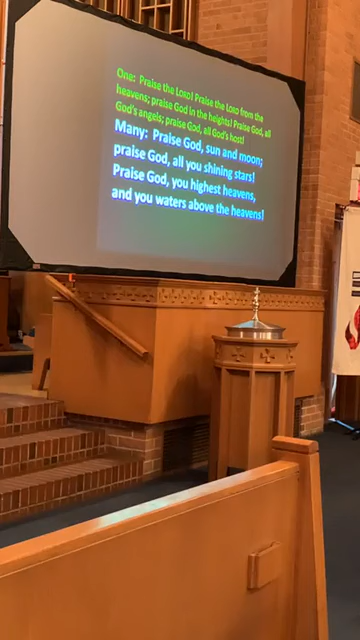 One: Praise the LORD! Praise the LORD from the
heavens; praise God in the heights! Praise God, all
God's angels; praise God, all God's host!
Many: Praise God, sun and moon;
praise God, all you shining stars!
Praise God, you highest heavens,
and you waters above the heavens!